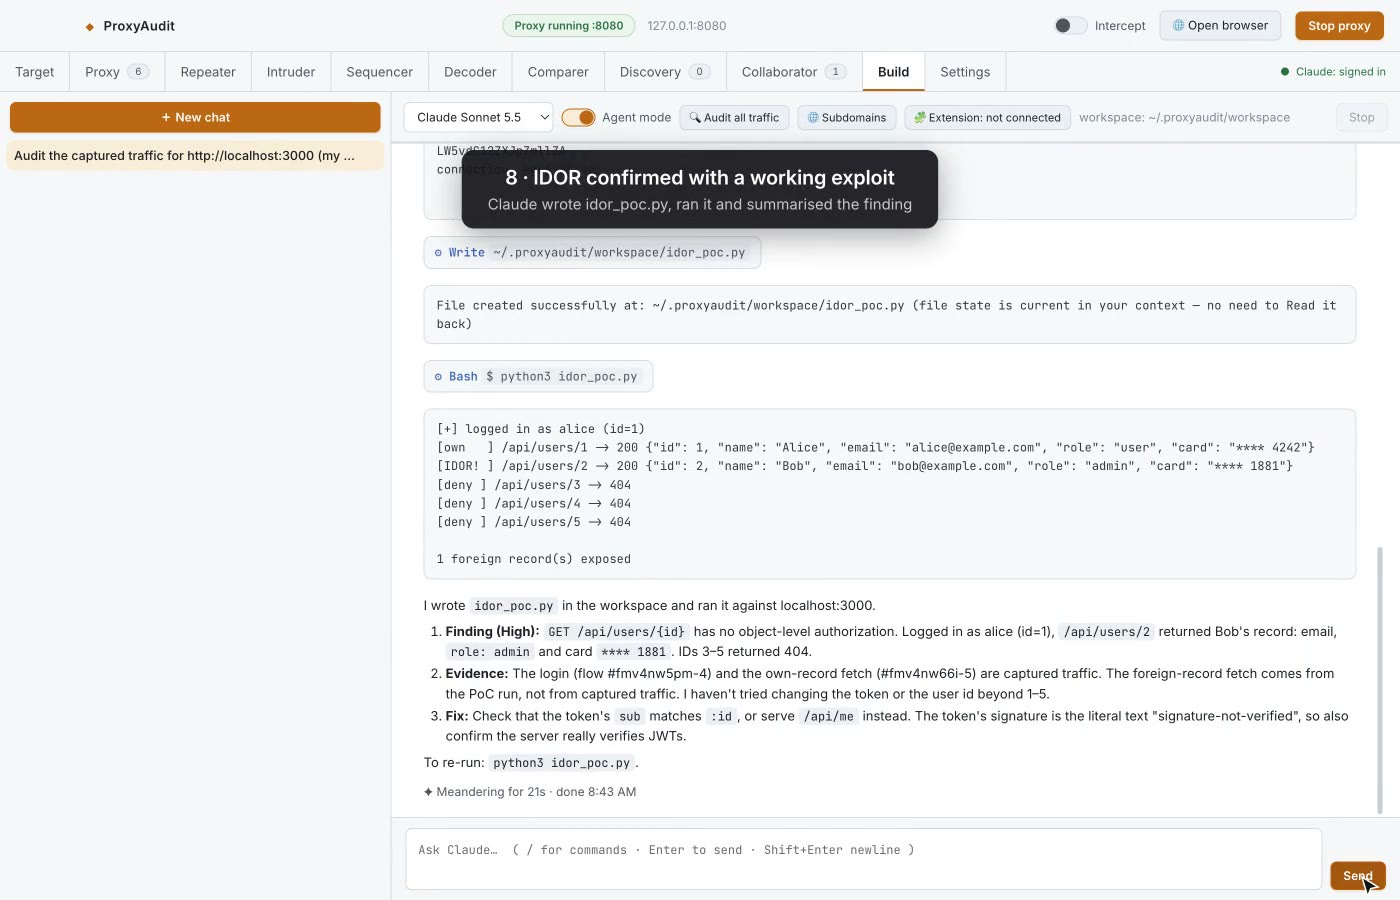 ProxyAudit
Proxy running :8080
127.0.0.1:8080
Intercept
Open browser
Stop proxy
Target
Proxy 6
Repeater
Intruder
Sequencer
Decoder
Comparer
Discovery 0
Collaborator 1
Build
Settings
Claude: signed in
+ New chat
Audit the captured traffic for http://localhost:3000 (my ...
Claude Sonnet 5.5
Agent mode
Audit all traffic
Subdomains
Extension: not connected
workspace: ~/.proxyaudit/workspace
Stop
8 · IDOR confirmed with a working exploit
Claude wrote idor_poc.py, ran it and summarised the finding
Write ~/.proxyaudit/workspace/idor_poc.py
File created successfully at: ~/.proxyaudit/workspace/idor_poc.py (file state is current in your context — no need to Read it
back)
Bash $ python3 idor_poc.py
[+] logged in as alice (id=1)
[own   ] /api/users/1 -> 200 {"id": 1, "name": "Alice", "email": "alice@example.com", "role": "user", "card": "**** 4242"}
[IDOR! ] /api/users/2 -> 200 {"id": 2, "name": "Bob", "email": "bob@example.com", "role": "admin", "card": "**** 1881"}
[deny  ] /api/users/3 -> 404
[deny  ] /api/users/4 -> 404
[deny  ] /api/users/5 -> 404
1 foreign record(s) exposed
I wrote idor_poc.py in the workspace and ran it against localhost:3000.
1. Finding (High): GET /api/users/{id} has no object-level authorization. Logged in as alice (id=1), /api/users/2 returned Bob's record: email,
role: admin and card **** 1881. IDs 3–5 returned 404.
2. Evidence: The login (flow #fmv4nw5pm-4) and the own-record fetch (#fmv4nw66i-5) are captured traffic. The foreign-record fetch comes from
the PoC run, not from captured traffic. I haven't tried changing the token or the user id beyond 1–5.
3. Fix: Check that the token's sub matches :id, or serve /api/me instead. The token's signature is the literal text "signature-not-verified", so also
confirm the server really verifies JWTs.
To re-run: python3 idor_poc.py.
Meandering for 21s · done 8:43 AM
Ask Claude… ( / for commands · Enter to send · Shift+Enter newline )
Send